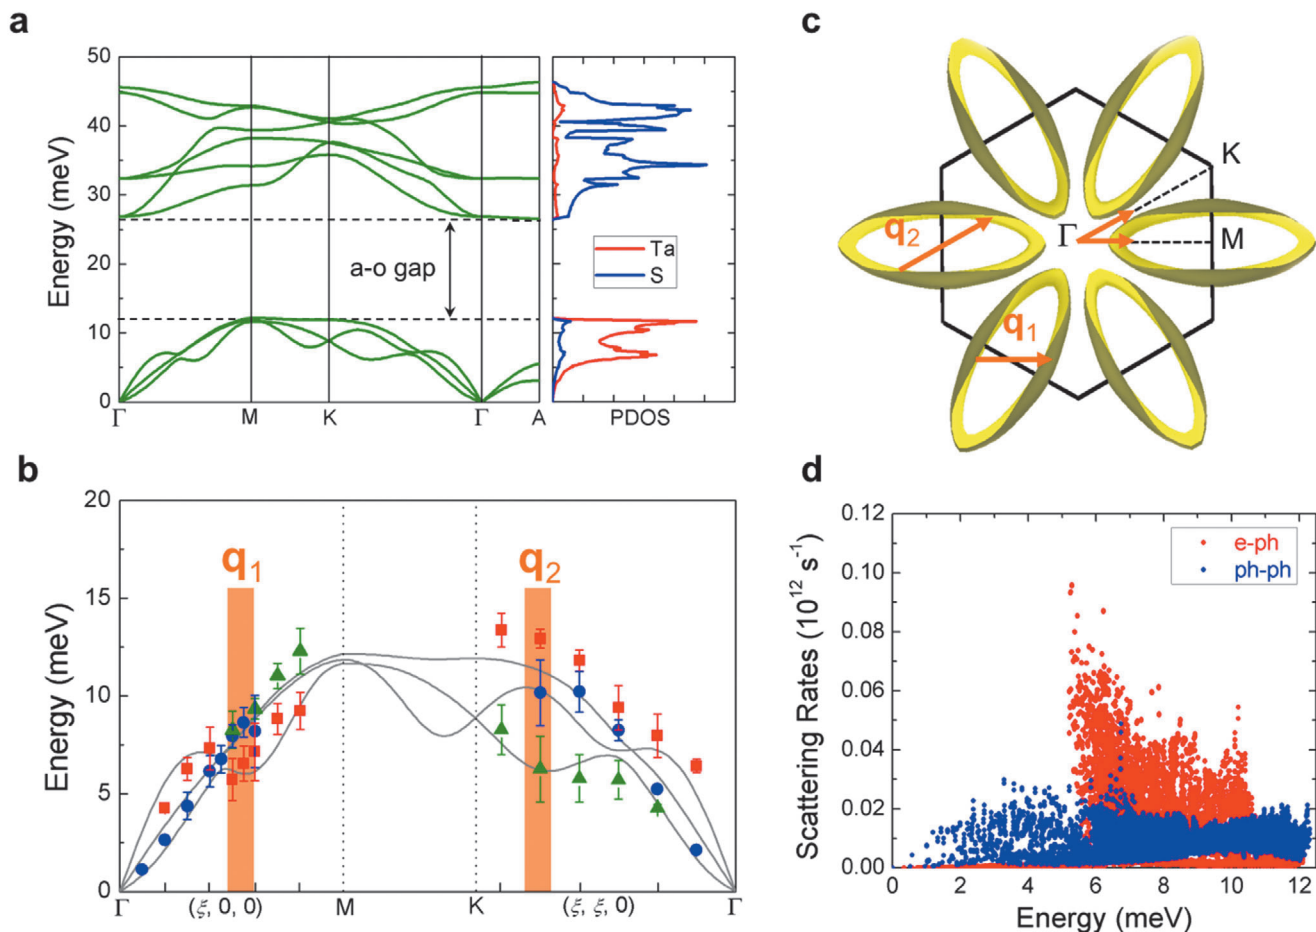 a
50
40
30
20
10
0
Energy (meV)
a-o gap
Γ
M
K
Γ
A
Ta
S
PDOS
c
K
Γ
M
q2
q1
b
20
15
10
5
0
Energy (meV)
q1
q2
Γ
(ξ, 0, 0)
M
K
(ξ, ξ, 0)
Γ
d
0.12
0.10
0.08
0.06
0.04
0.02
0.00
Scattering Rates (10¹² s⁻¹)
e-ph
ph-ph
0
2
4
6
8
10
12
Energy (meV)